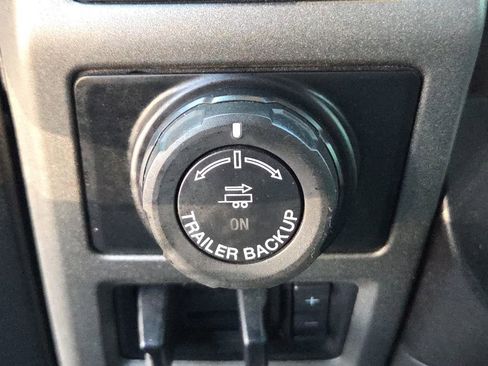 ON
TRAILER BACKUP
+
-